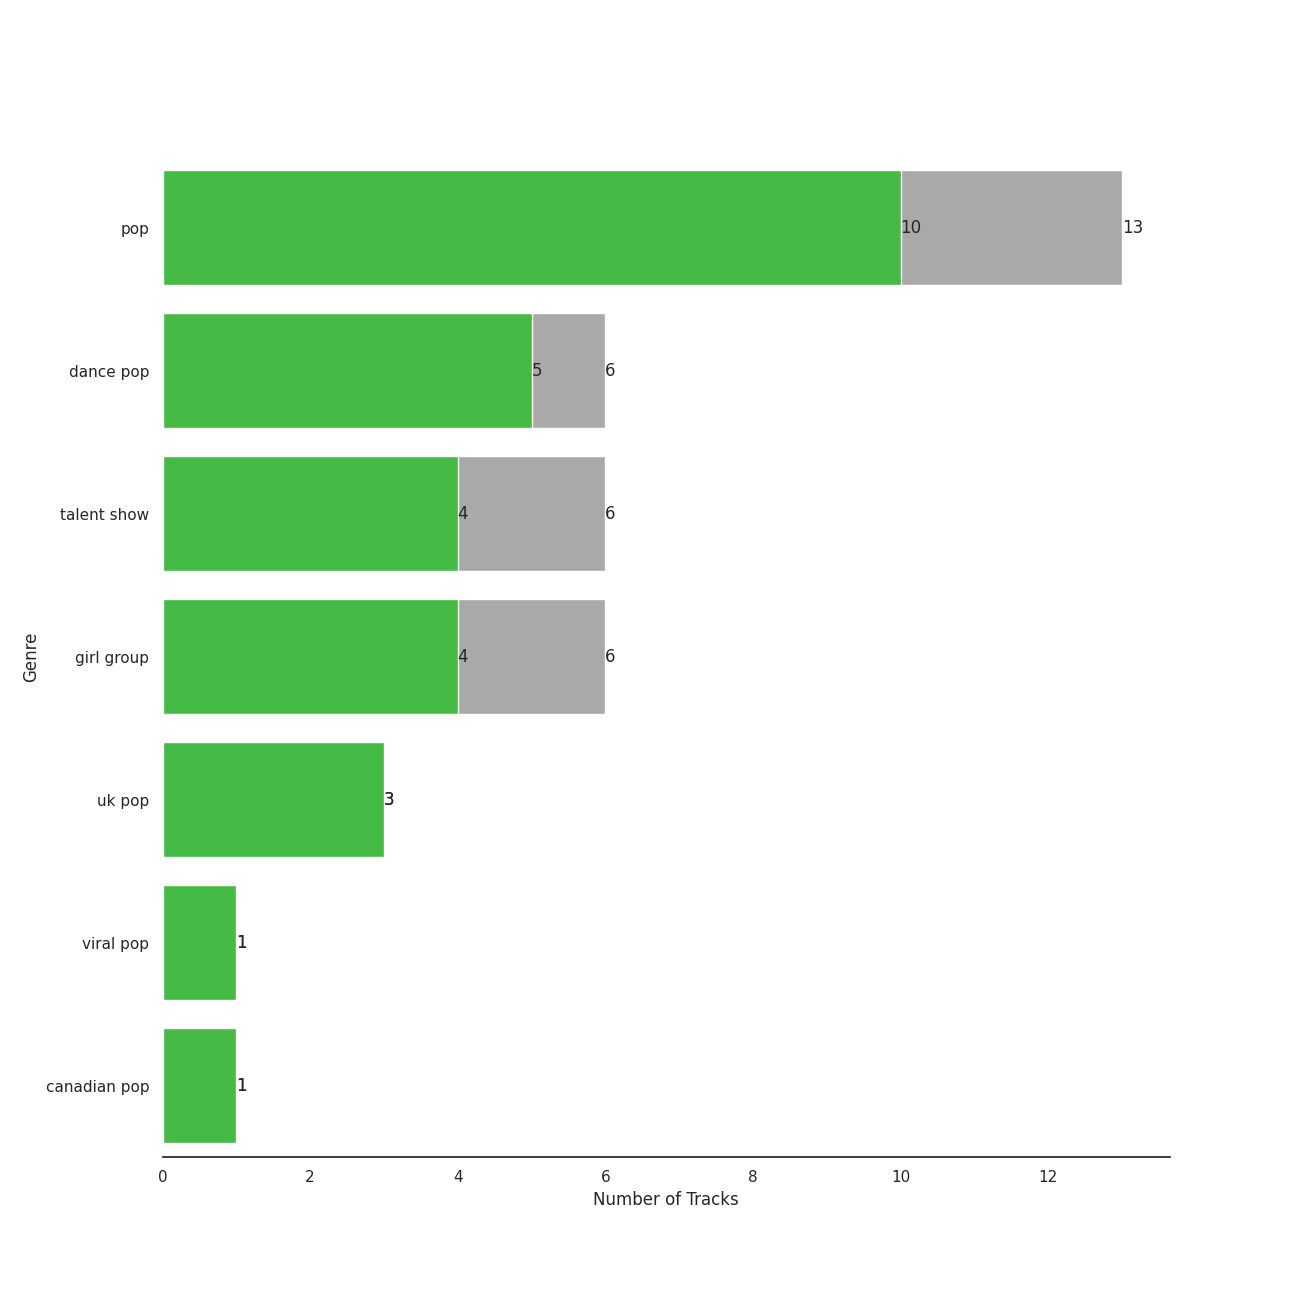 pop 10 13
dance pop 5 6
talent show 4 6
girl group 4 6
Genre
uk pop 3
viral pop 1
canadian pop 1
0 2 4 6 8 10 12
Number of Tracks